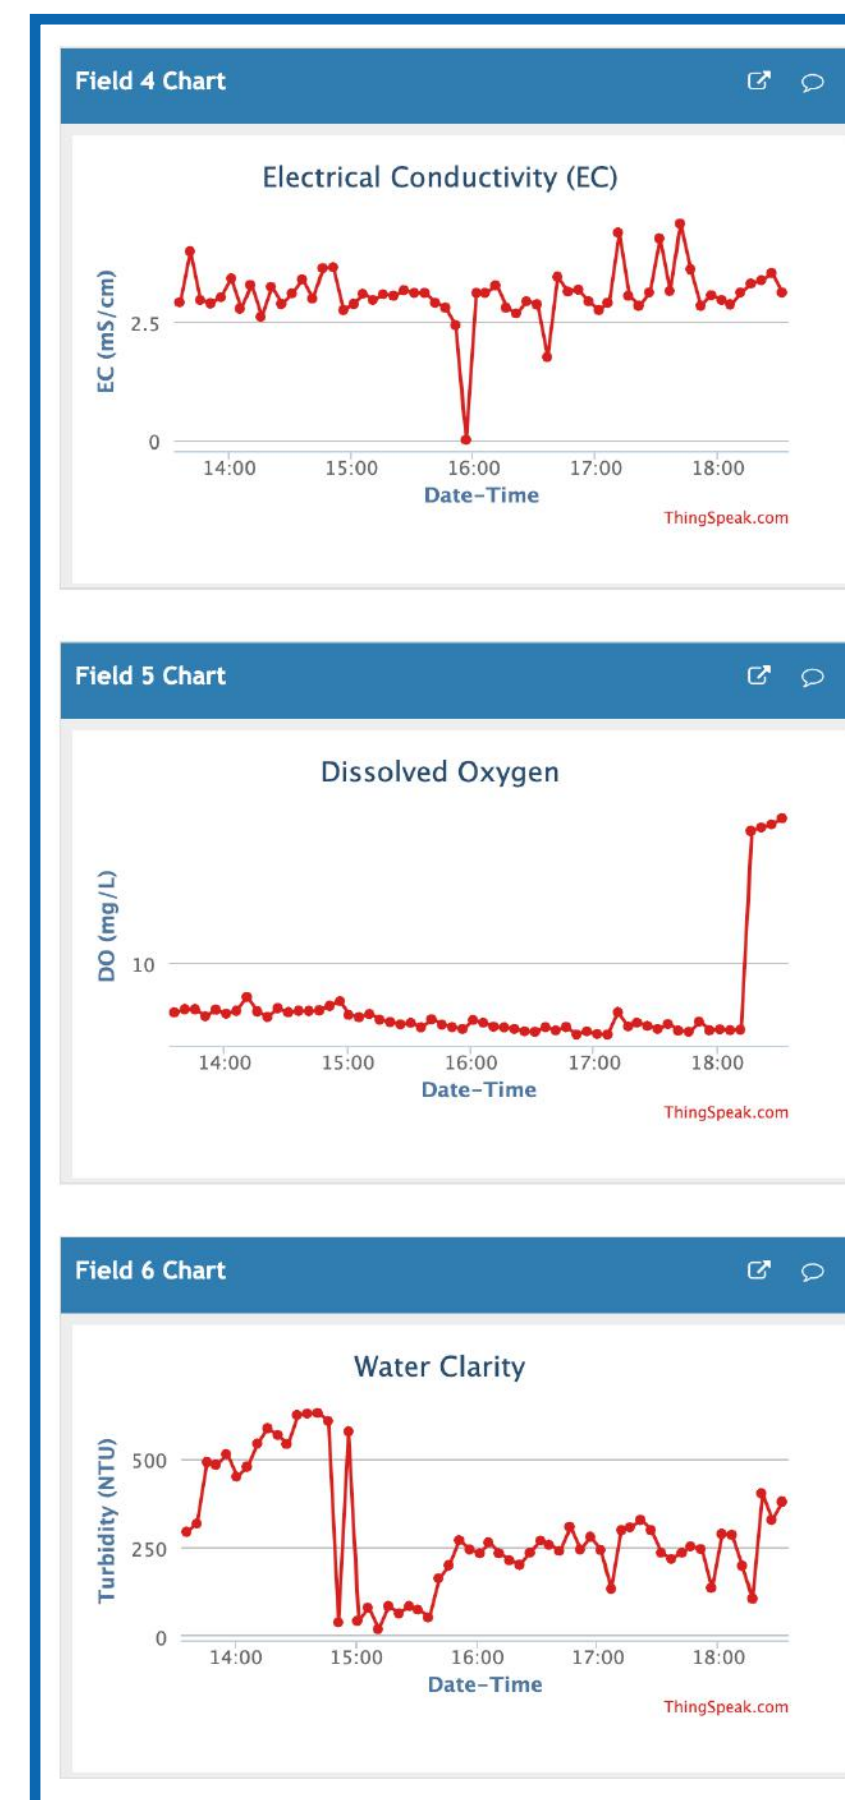 Field 4 Chart
Electrical Conductivity (EC)
EC (mS/cm)
2.5
0
14:00 15:00 16:00 17:00 18:00
Date-Time
ThingSpeak.com
Field 5 Chart
Dissolved Oxygen
DO (mg/L)
10
14:00 15:00 16:00 17:00 18:00
Date-Time
ThingSpeak.com
Field 6 Chart
Water Clarity
Turbidity (NTU)
500
250
0
14:00 15:00 16:00 17:00 18:00
Date-Time
ThingSpeak.com